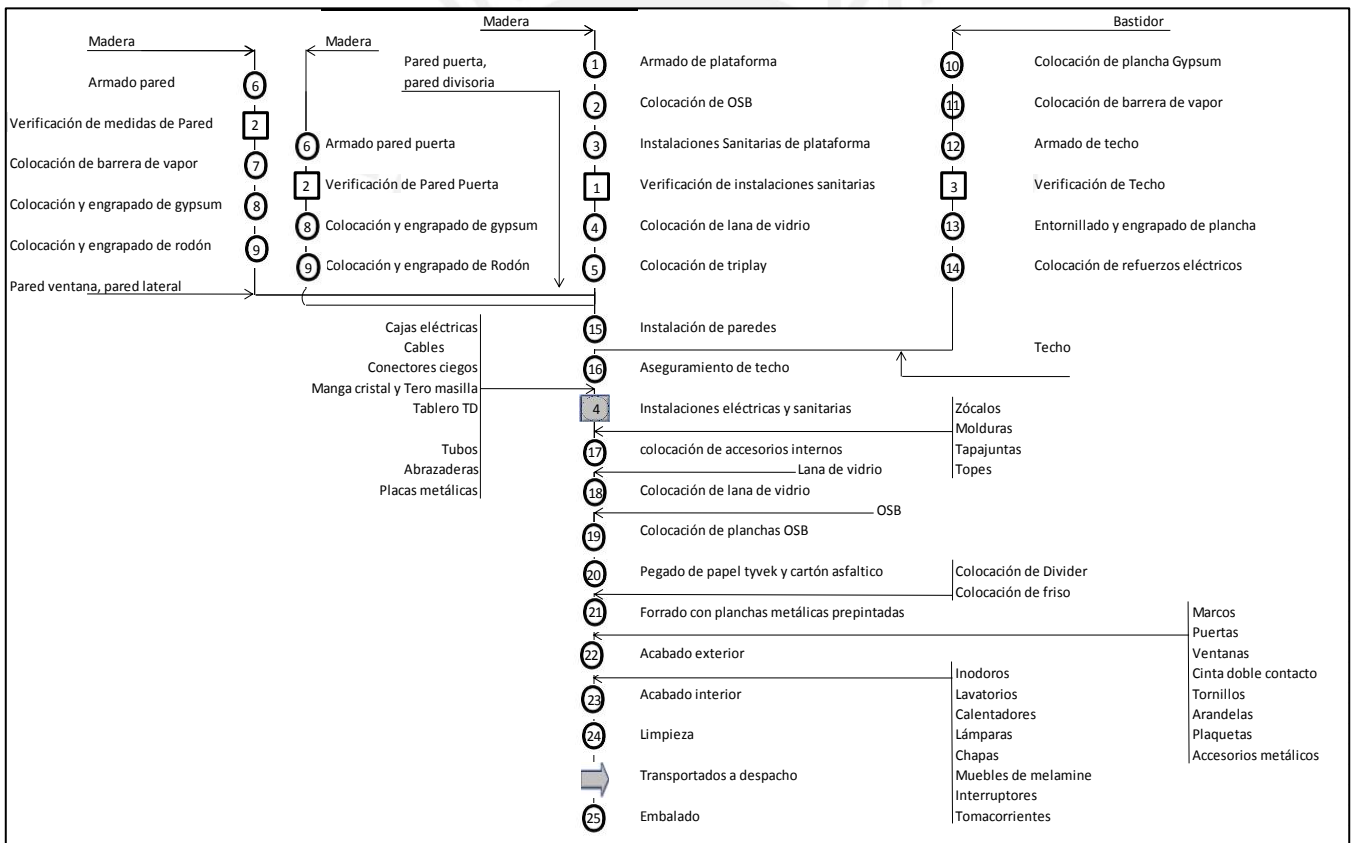 Madera
Armado pared
6
Verificación de medidas de Pared
2
Colocación de barrera de vapor
7
Colocación y engrapado de gypsum
8
Colocación y engrapado de rodón
9
Pared ventana, pared lateral
Madera
6
Armado pared puerta
2
Verificación de Pared Puerta
8
Colocación y engrapado de gypsum
9
Colocación y engrapado de Rodón
Madera
Pared puerta,
pared divisoria
1
Armado de plataforma
2
Colocación de OSB
3
Instalaciones Sanitarias de plataforma
1
Verificación de instalaciones sanitarias
4
Colocación de lana de vidrio
5
Colocación de triplay
Bastidor
10
Colocación de plancha Gypsum
11
Colocación de barrera de vapor
12
Armado de techo
3
Verificación de Techo
13
Entornillado y engrapado de plancha
14
Colocación de refuerzos eléctricos
15
Instalación de paredes
Techo
16
Aseguramiento de techo
Cajas eléctricas
Cables
Conectores ciegos
Manga cristal y Tero masilla
Tablero TD
Tubos
Abrazaderas
Placas metálicas
4
Instalaciones eléctricas y sanitarias
Zócalos
Molduras
Tapajuntas
Topes
17
colocación de accesorios internos
Lana de vidrio
18
Colocación de lana de vidrio
OSB
19
Colocación de planchas OSB
20
Pegado de papel tyvek y cartón asfaltico
Colocación de Divider
Colocación de friso
21
Forrado con planchas metálicas prepintadas
Marcos
Puertas
Ventanas
Cinta doble contacto
Tornillos
Arandelas
Plaquetas
Accesorios metálicos
22
Acabado exterior
Inodoros
Lavatorios
Calentadores
Lámparas
Chapas
Muebles de melamine
Interruptores
Tomacorrientes
23
Acabado interior
24
Limpieza
Transportados a despacho
25
Embalado